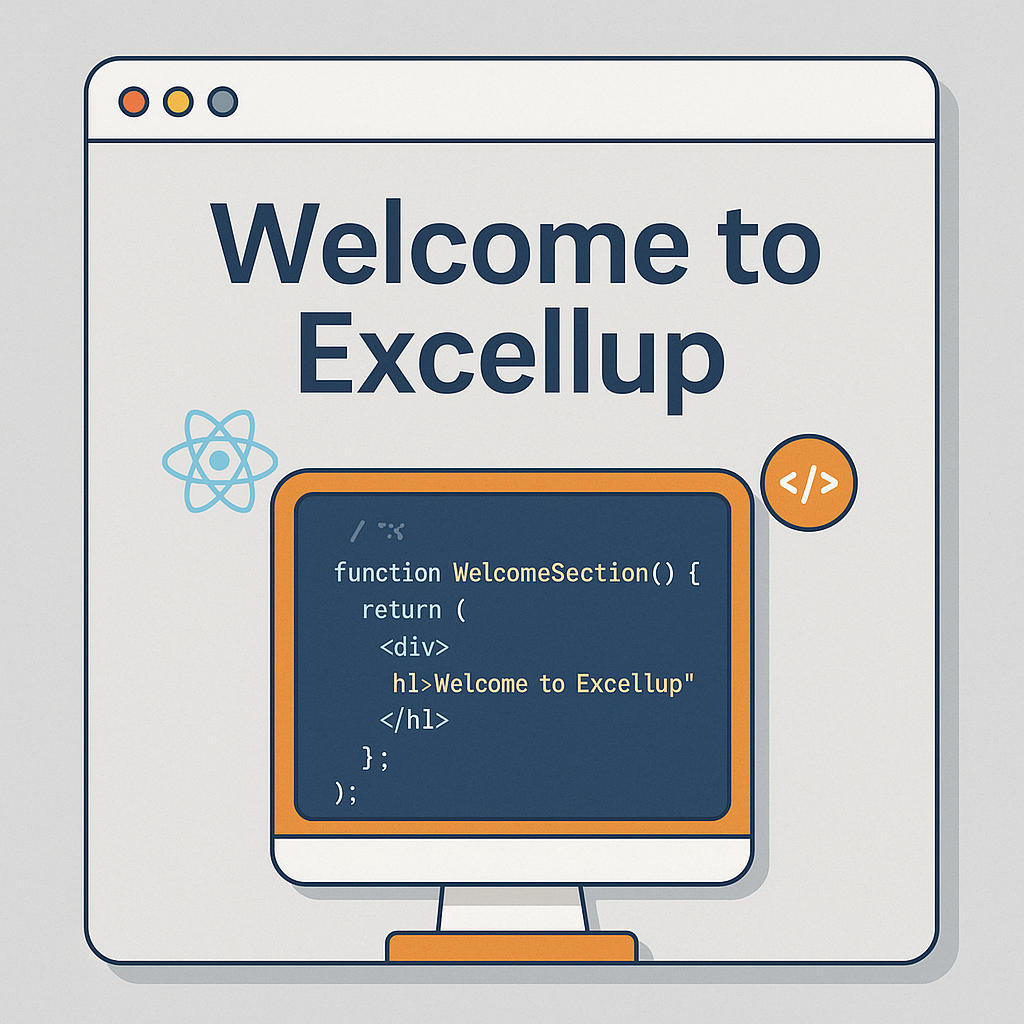 Welcome to
Excellup
</>
function WelcomeSection() {
return (
<div>
hl>Welcome to Excellup"
</hl>
};
);